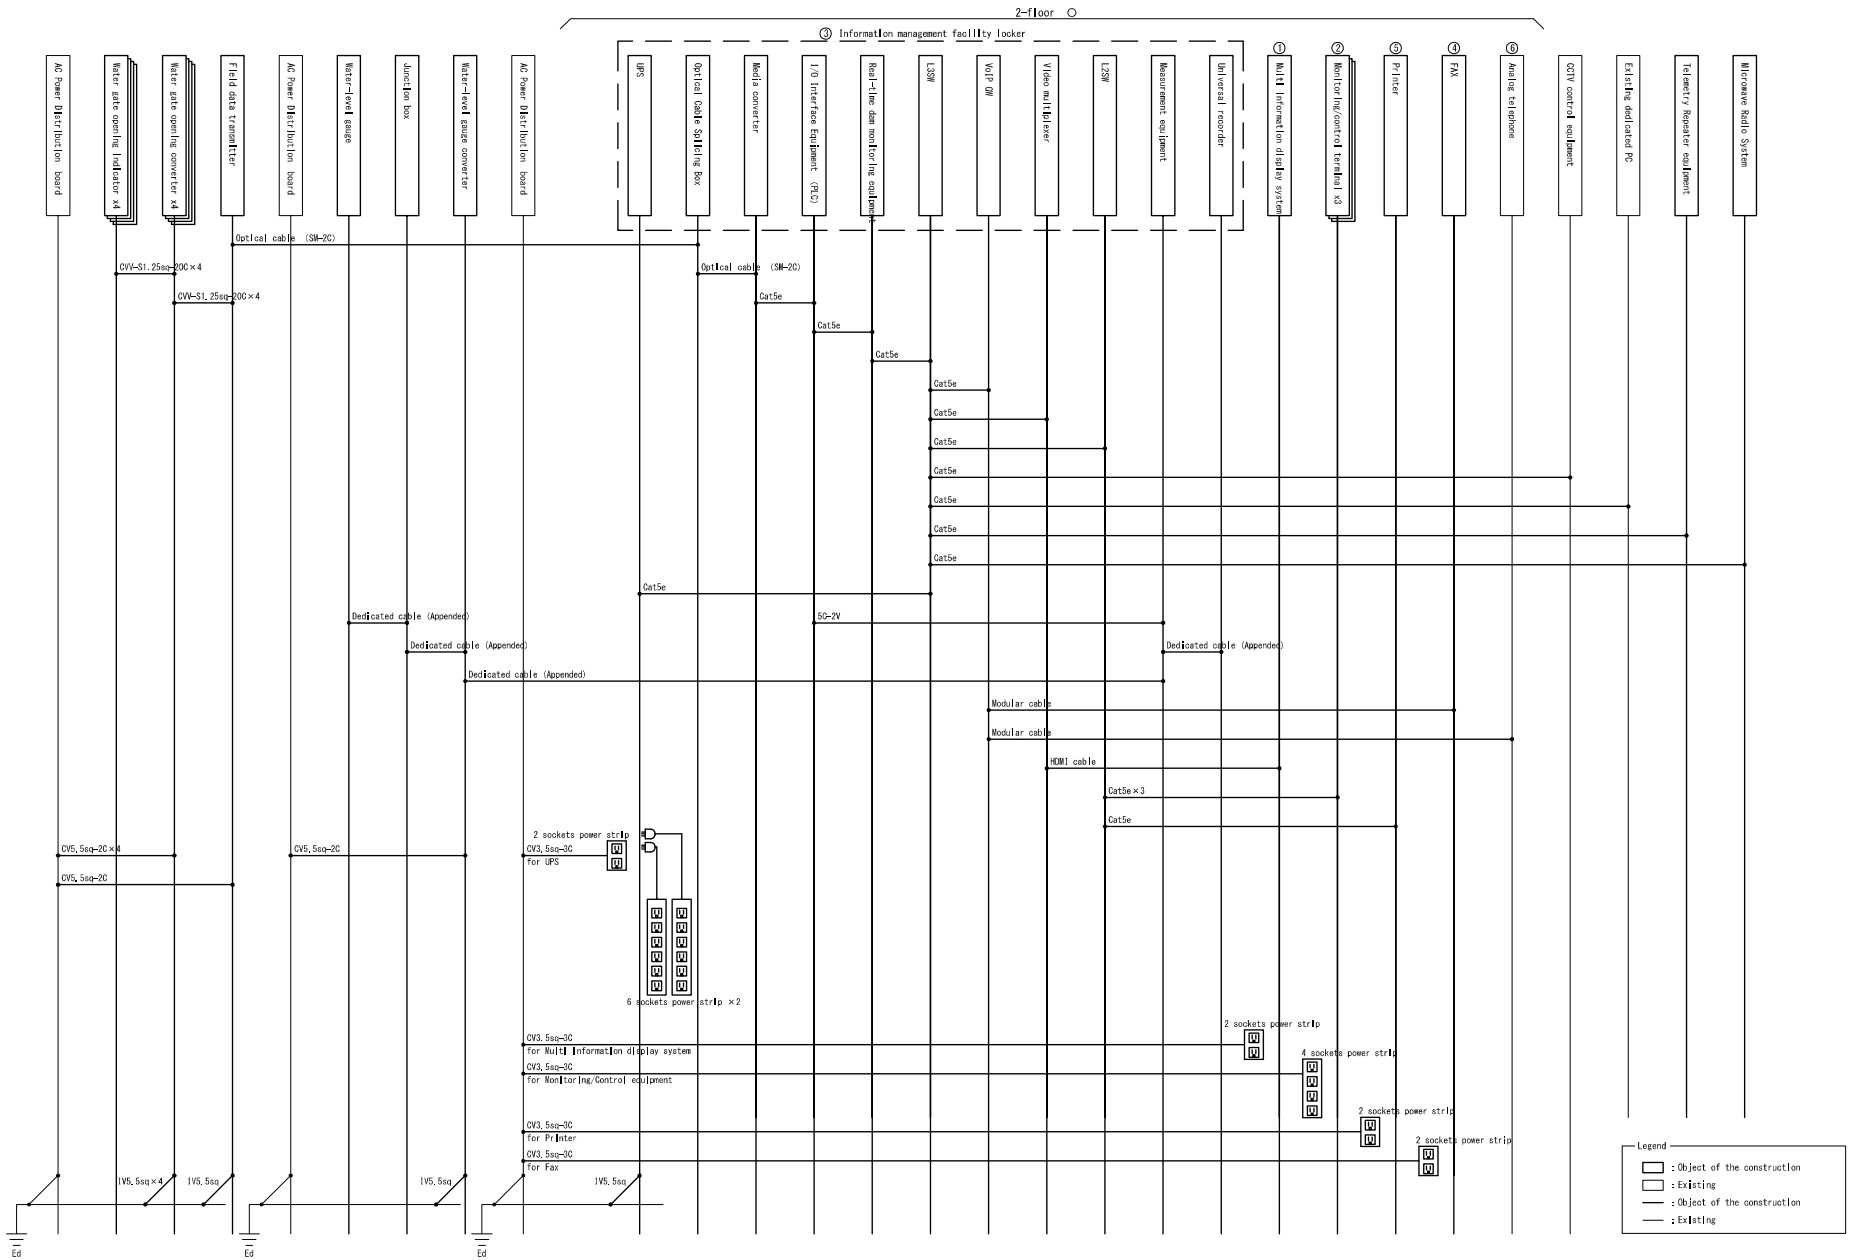 2-floor ○
③ Information management facility locker
① ② ⑤ ④ ⑥
AC Power Distribution board
Water gate opening indicator x4
Water gate opening converter x4
Field data transmitter
AC Power Distribution board
Water-level gauge
Junction box
Water-level gauge converter
AC Power Distribution board
UPS
Optical Cable Splicing Box
Media converter
I/O Interface Equipment (PLC)
Real-time dam monitoring equipment
L3SW
VoIP GW
Video multiplexer
L2SW
Measurement equipment
Universal recorder
Multi Information display system
Monitoring/control terminal x3
Printer
FAX
Analog telephone
CCTV control equipment
Existing dedicated PC
Telemetry Repeater equipment
Microwave Radio System
Optical cable (SM-2C)
CVV-S1.25sq-20C×4
Optical cable (SM-2C)
CVV-S1.25sq-20C×4
Cat5e
Cat5e
Cat5e
Cat5e
Cat5e
Cat5e
Cat5e
Cat5e
Cat5e
Cat5e
Cat5e
Dedicated cable (Appended)
5C-2V
Dedicated cable (Appended)
Dedicated cable (Appended)
Dedicated cable (Appended)
Modular cable
Modular cable
HDMI cable
Cat5e×3
Cat5e
2 sockets power strip
CV5.5sq-2C×4
CV5.5sq-2C
CV3.5sq-3C
for UPS
CV5.5sq-2C
6 sockets power strip ×2
2 sockets power strip
CV3.5sq-3C
for Multi Information display system
4 sockets power strip
CV3.5sq-3C
for Monitoring/Control equipment
2 sockets power strip
CV3.5sq-3C
for Printer
2 sockets power strip
CV3.5sq-3C
for Fax
IV5.5sq×4
IV5.5sq
IV5.5sq
IV5.5sq
Ed
Ed
Ed
Legend
: Object of the construction
: Existing
: Object of the construction
: Existing